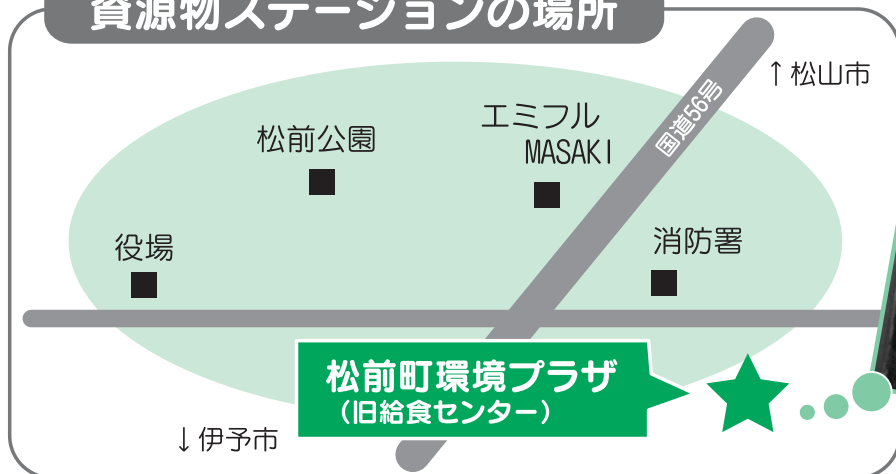 資源物ステーションの場所
↑松山市
国道56号
エミフル
MASAKI
松前公園
役場
消防署
松前町環境プラザ
（旧給食センター）
↓伊予市